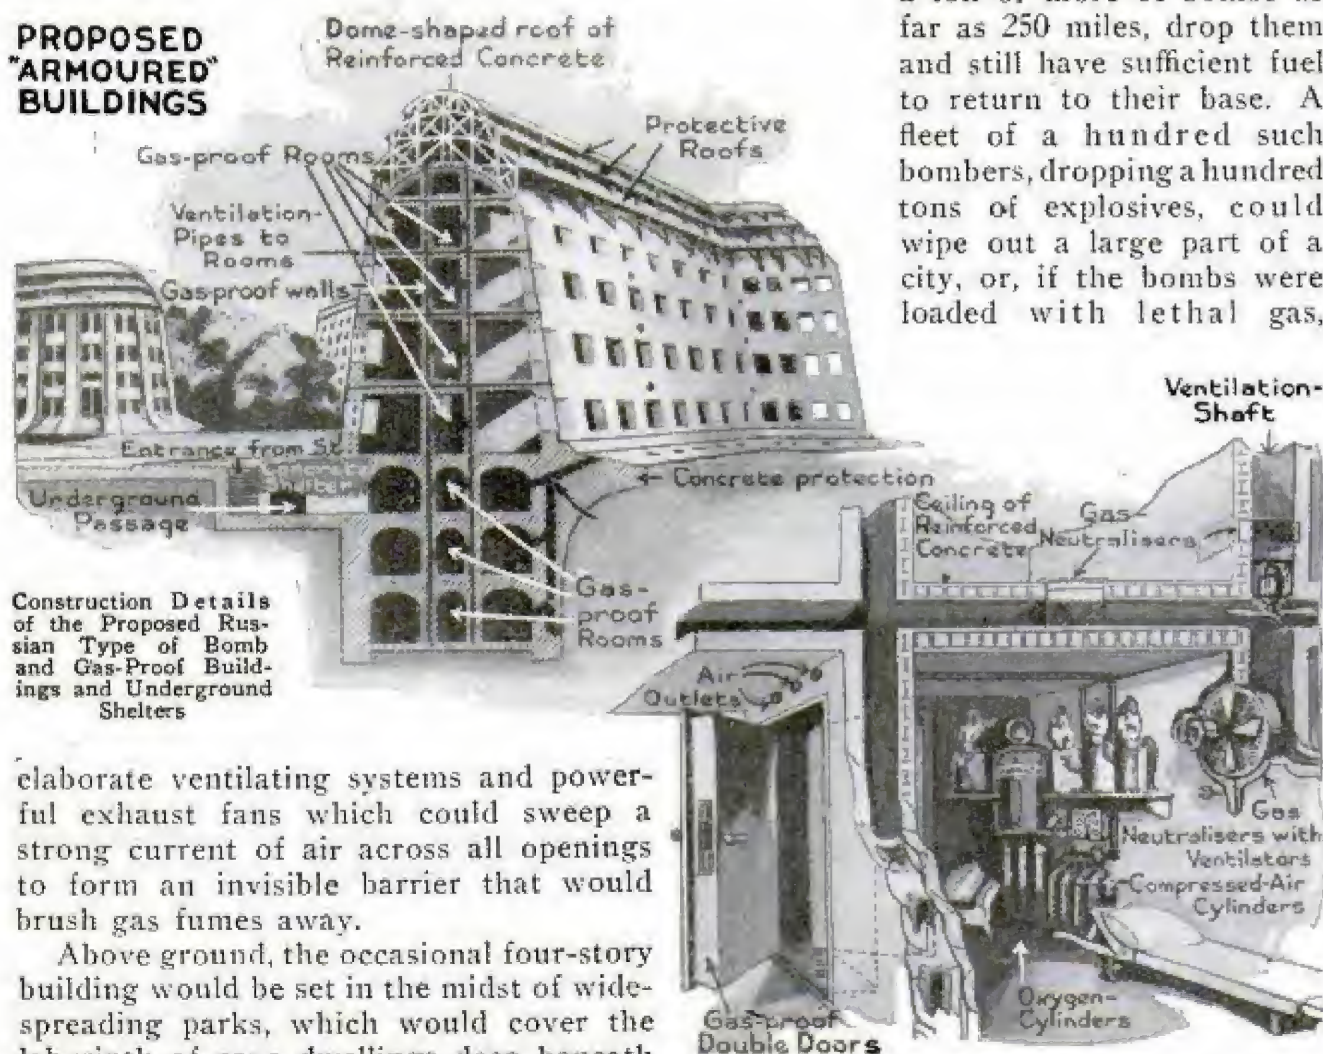 PROPOSED
"ARMOURED"
BUILDINGS
Dome-shaped roof of
Reinforced Concrete
Gas-proof Rooms
Protective
Roofs
Ventilation-
Pipes to
Rooms
Gas-proof walls
Entrance from St.
Underground
Passage
Concrete protection
Gas-
proof
Rooms
Construction Details
of the Proposed Rus-
sian Type of Bomb
and Gas-Proof Build-
ings and Underground
Shelters
far as 250 miles, drop them
and still have sufficient fuel
to return to their base. A
fleet of a hundred such
bombers, dropping a hundred
tons of explosives, could
wipe out a large part of a
city, or, if the bombs were
loaded with lethal gas,
Ventilation-
Shaft
Ceiling of
Reinforced
Concrete
Gas
Neutralisers
Air
Outlets
Gas
Neutralisers with
Ventilators
Compressed-Air
Cylinders
Oxygen-
Cylinders
Gas-proof
Double Doors
elaborate ventilating systems and power-
ful exhaust fans which could sweep a
strong current of air across all openings
to form an invisible barrier that would
brush gas fumes away.
Above ground, the occasional four-story
building would be set in the midst of wide-
spreading parks, which would cover the